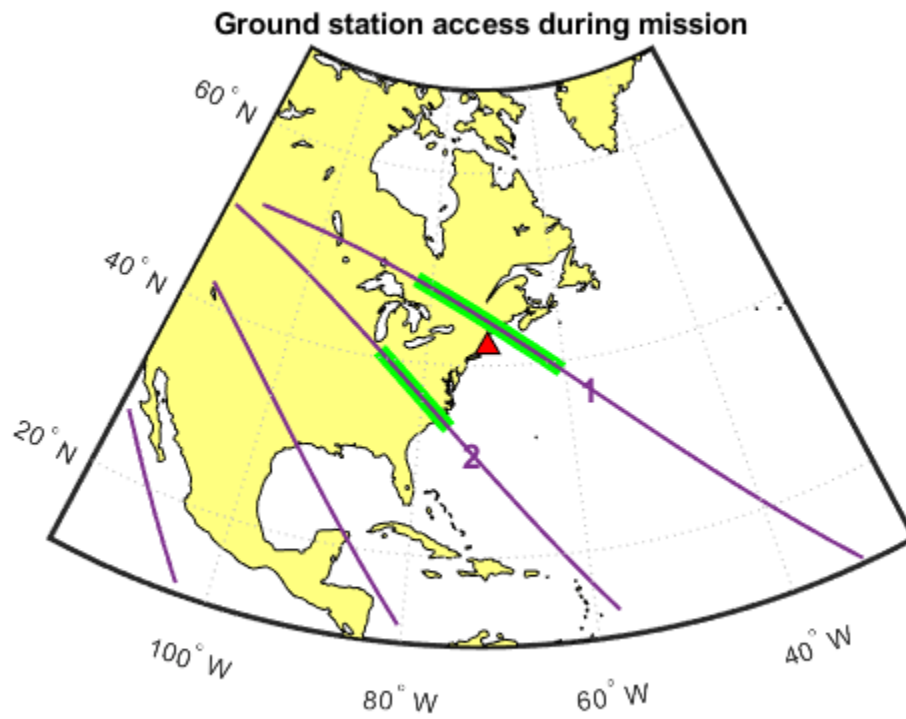 Ground station access during mission
60° N
40° N
20° N
1
2
100° W
80° W
60° W
40° W